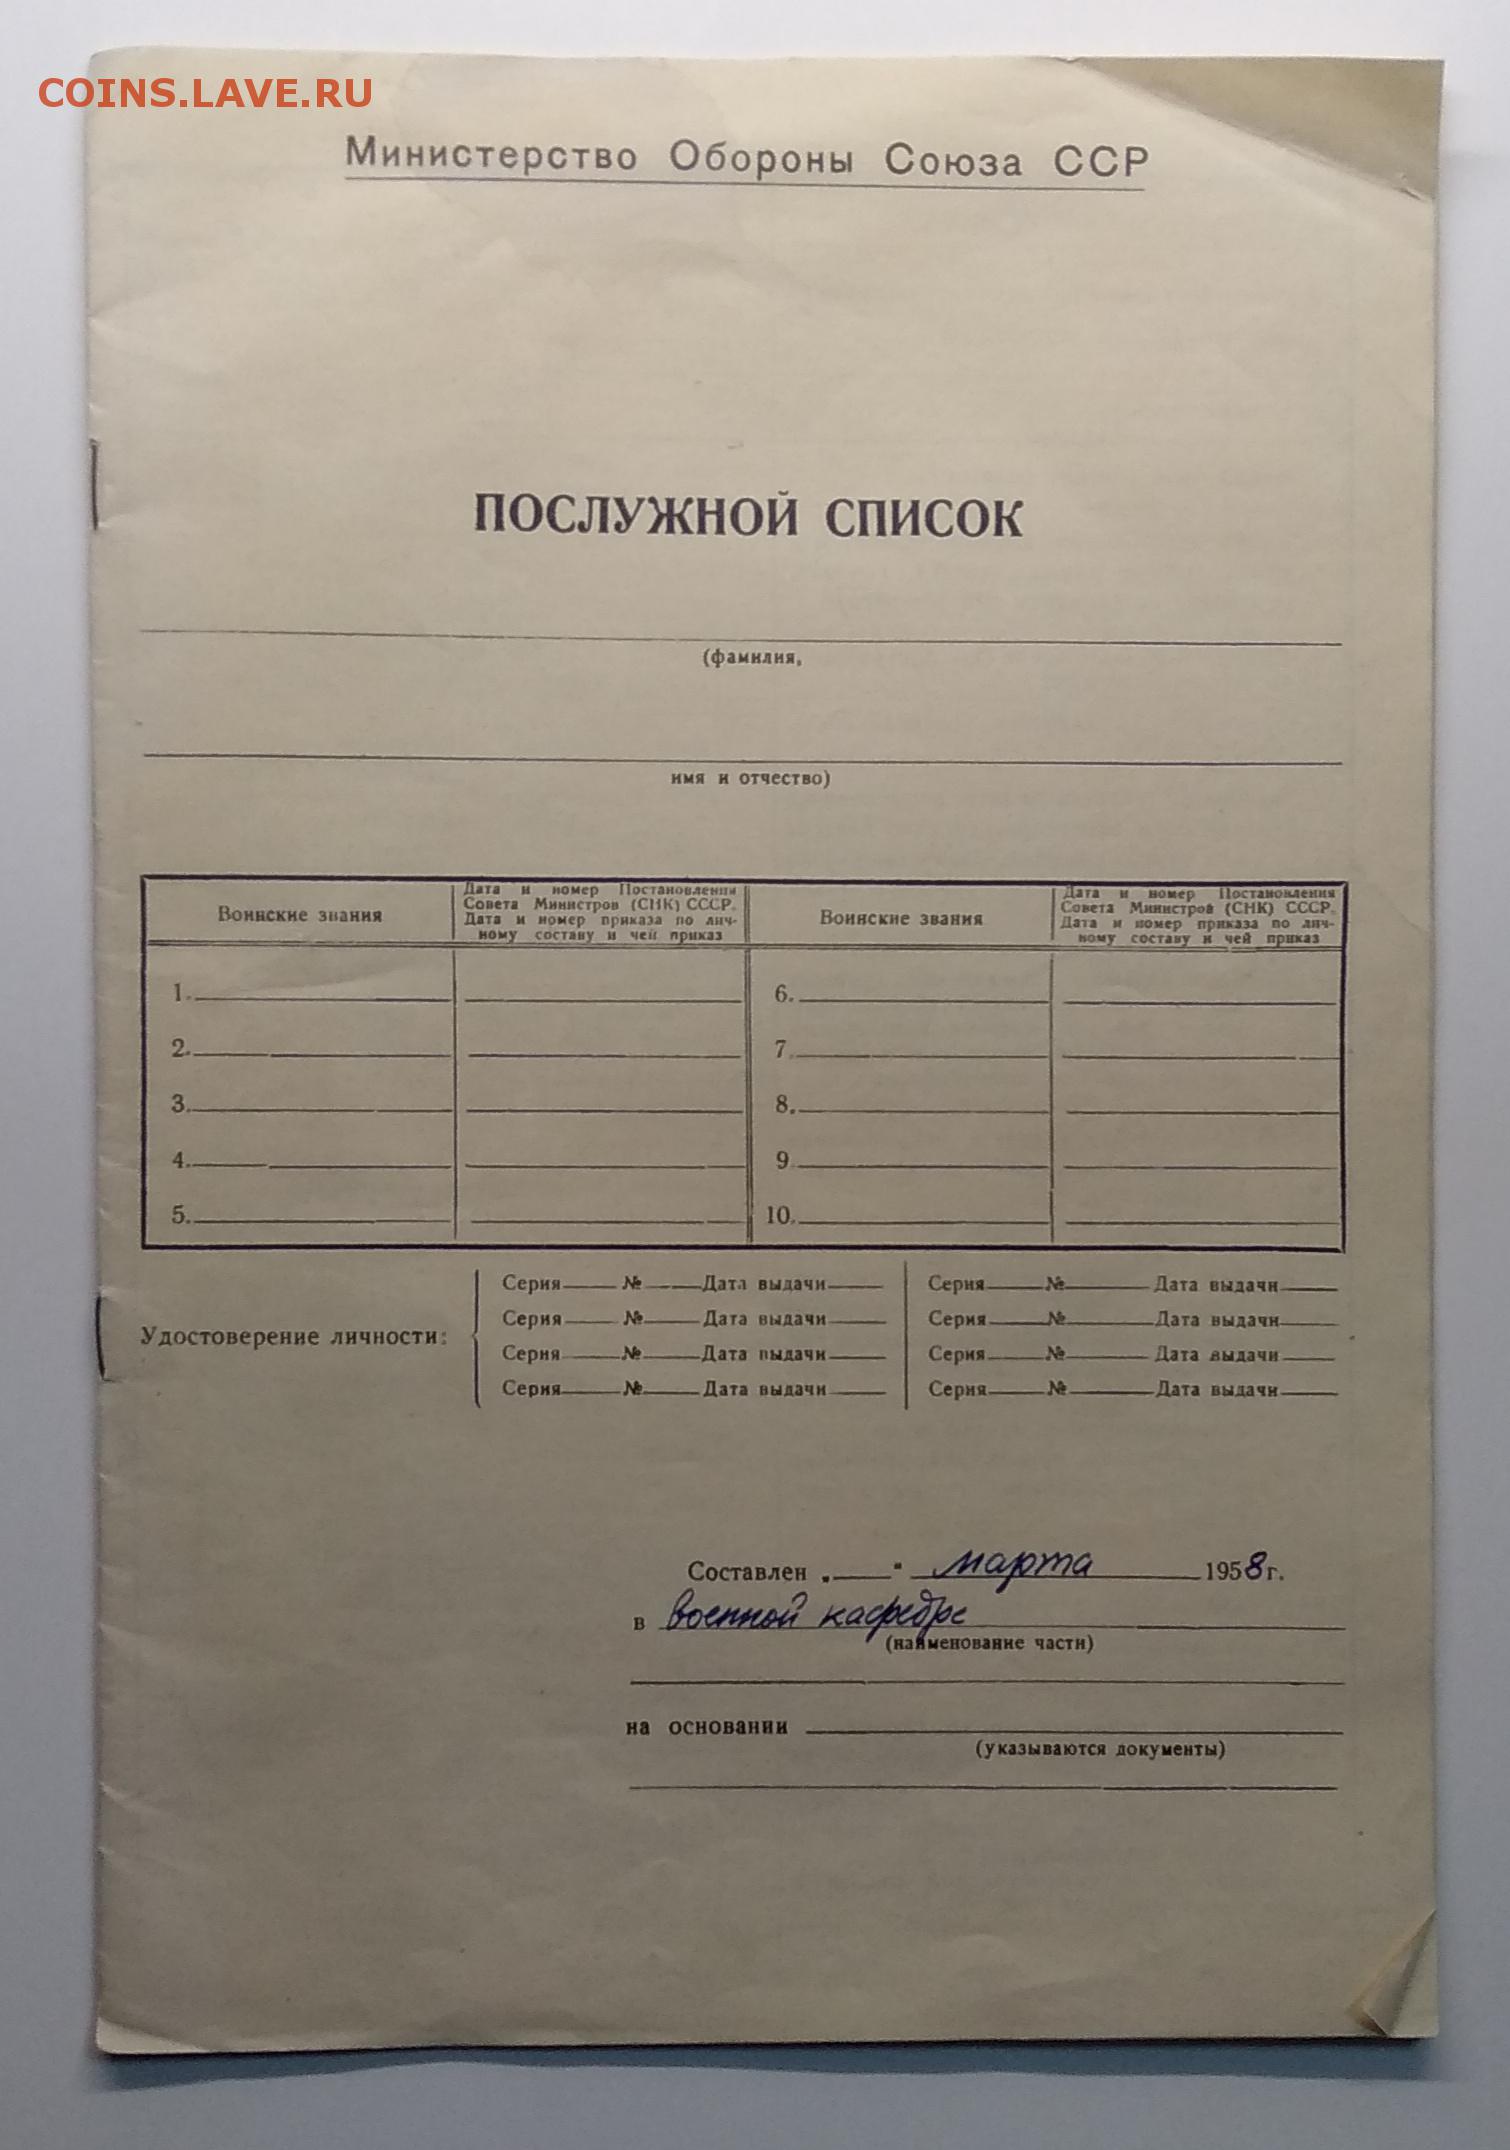 COINS.LAVE.RU
Министерство Обороны Союза ССР
ПОСЛУЖНОЙ СПИСОК
(фамилия,
имя и отчество)
Воинские звания
Дата и номер Постановления
Совета Министров (СНК) СССР.
Дата и номер приказа по лич-
ному составу и чей приказ
Воинские звания
Дата и номер Постановления
Совета Министров (СНК) СССР.
Дата и номер приказа по лич-
ному составу и чей приказ
1. 6.
2. 7.
3. 8.
4. 9.
5. 10.
Удостоверение личности:
Серия № Дата выдачи Серия № Дата выдачи
Серия № Дата выдачи Серия № Дата выдачи
Серия № Дата выдачи Серия № Дата выдачи
Серия № Дата выдачи Серия № Дата выдачи
Составлен „ " марта 1958 г.
в военной кафедре
(наименование части)
на основании
(указываются документы)